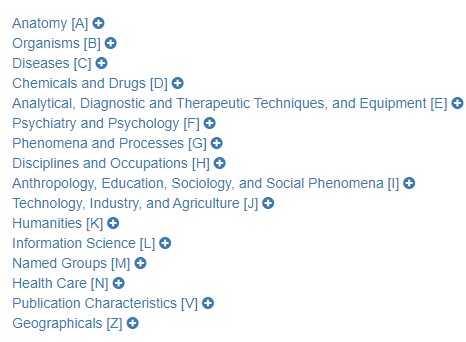 Anatomy [A]
Organisms [B]
Diseases [C]
Chemicals and Drugs [D]
Analytical, Diagnostic and Therapeutic Techniques, and Equipment [E]
Psychiatry and Psychology [F]
Phenomena and Processes [G]
Disciplines and Occupations [H]
Anthropology, Education, Sociology, and Social Phenomena [I]
Technology, Industry, and Agriculture [J]
Humanities [K]
Information Science [L]
Named Groups [M]
Health Care [N]
Publication Characteristics [V]
Geographicals [Z]